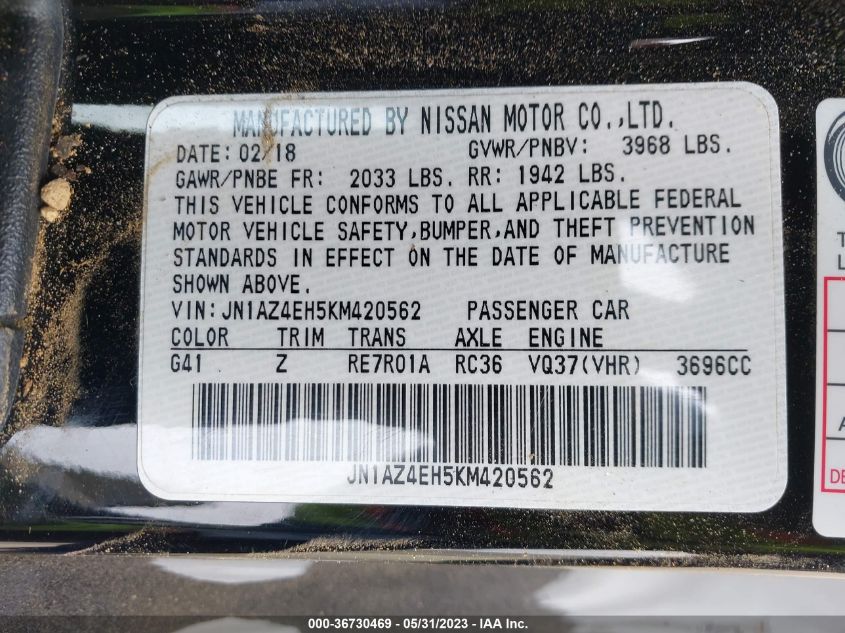 MANUFACTURED BY NISSAN MOTOR CO.,LTD.
DATE: 02/18 GVWR/PNBV: 3968 LBS.
GAWR/PNBE FR: 2033 LBS. RR: 1942 LBS.
THIS VEHICLE CONFORMS TO ALL APPLICABLE FEDERAL
MOTOR VEHICLE SAFETY,BUMPER,AND THEFT PREVENTION
STANDARDS IN EFFECT ON THE DATE OF MANUFACTURE
SHOWN ABOVE.
VIN: JN1AZ4EH5KM420562 PASSENGER CAR
COLOR TRIM TRANS AXLE ENGINE
G41 Z RE7R01A RC36 VQ37(VHR) 3696CC
JN1AZ4EH5KM420562
000-36730469 - 05/31/2023 - IAA Inc.